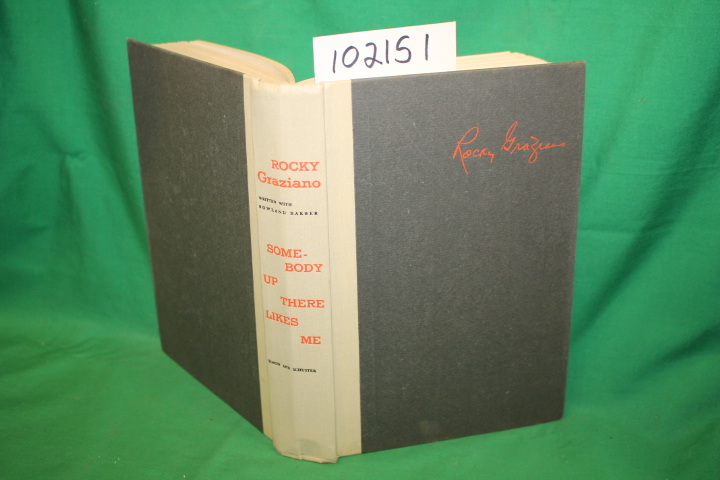 102151
ROCKY
Graziano
WRITTEN WITH
ROWLAND BARBER
SOME-
BODY
UP
THERE
LIKES
ME
SIMON AND SCHUSTER
Rocky Graziano